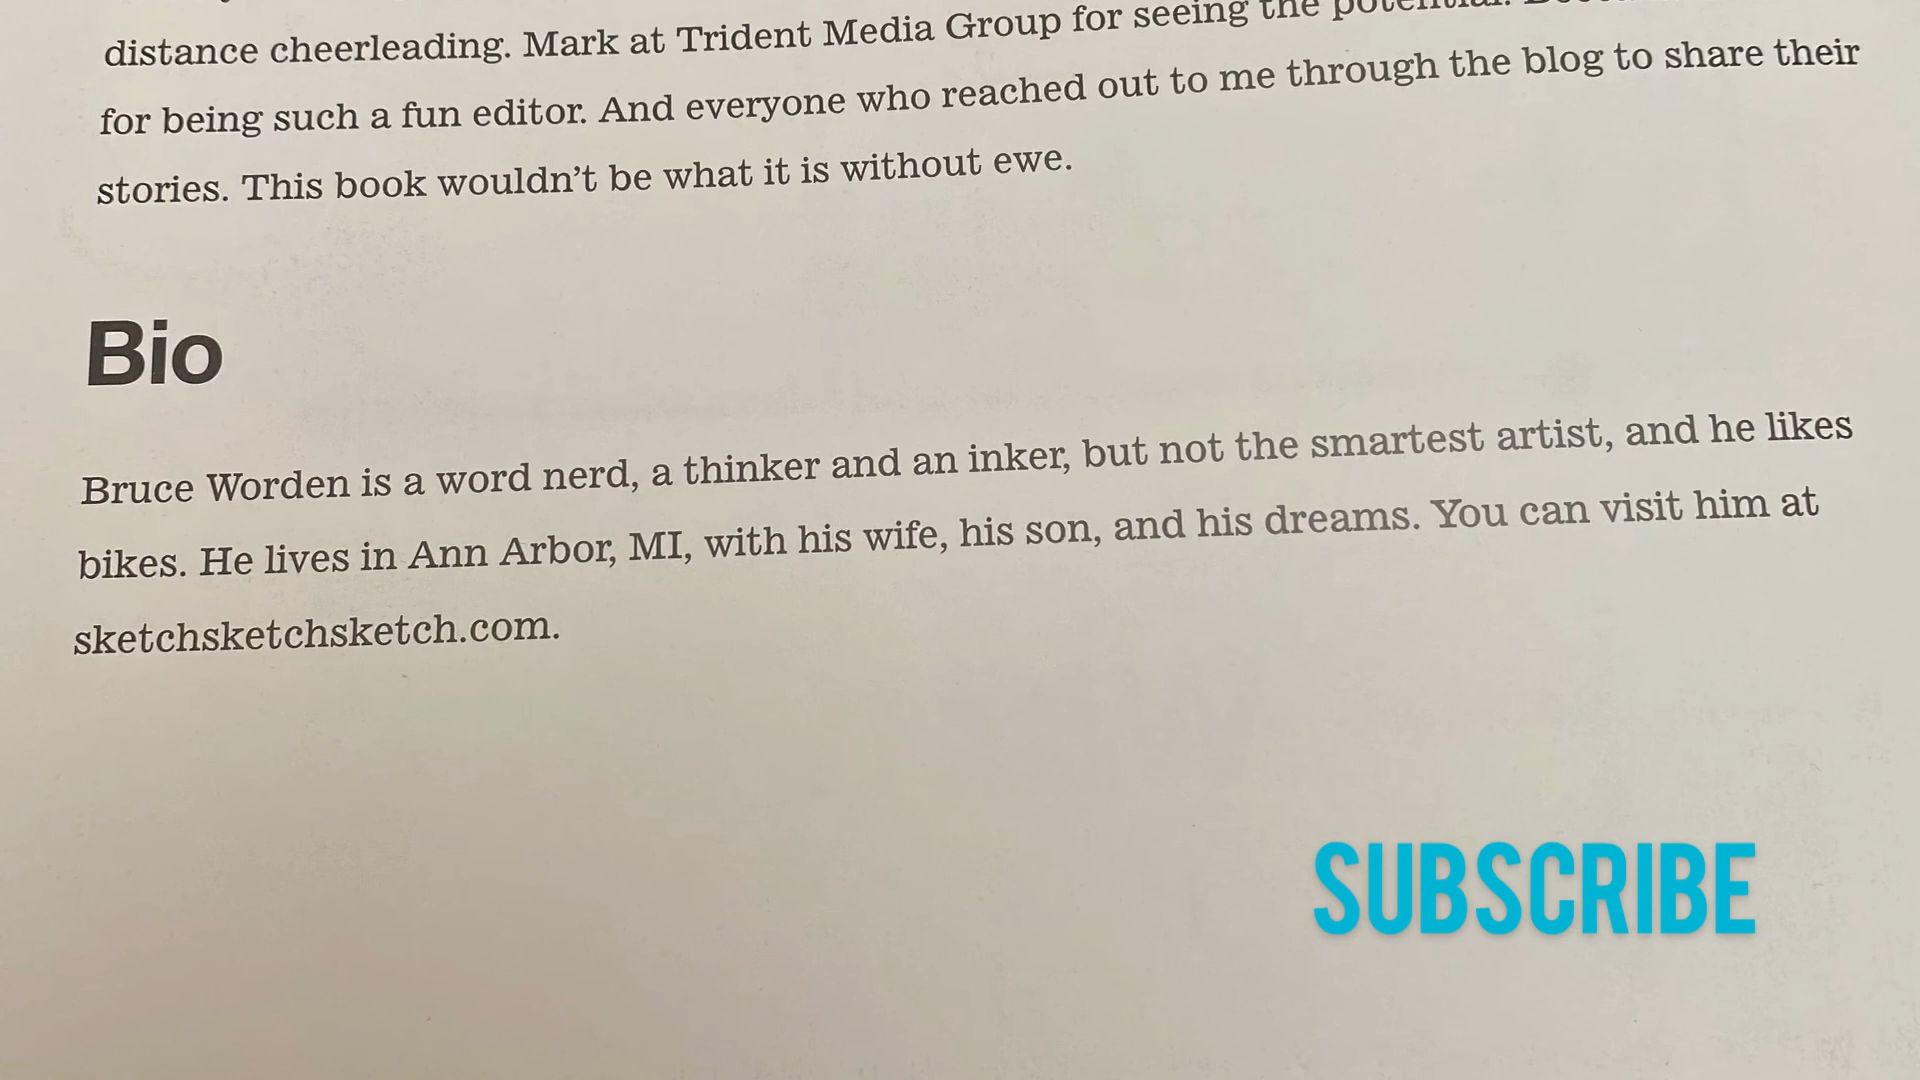 distance cheerleading. Mark at Trident Media Group for seeing the potential.
for being such a fun editor. And everyone who reached out to me through the blog to share their
stories. This book wouldn't be what it is without ewe.
Bio
Bruce Worden is a word nerd, a thinker and an inker, but not the smartest artist, and he likes
bikes. He lives in Ann Arbor, MI, with his wife, his son, and his dreams. You can visit him at
sketchsketchsketch.com.
SUBSCRIBE